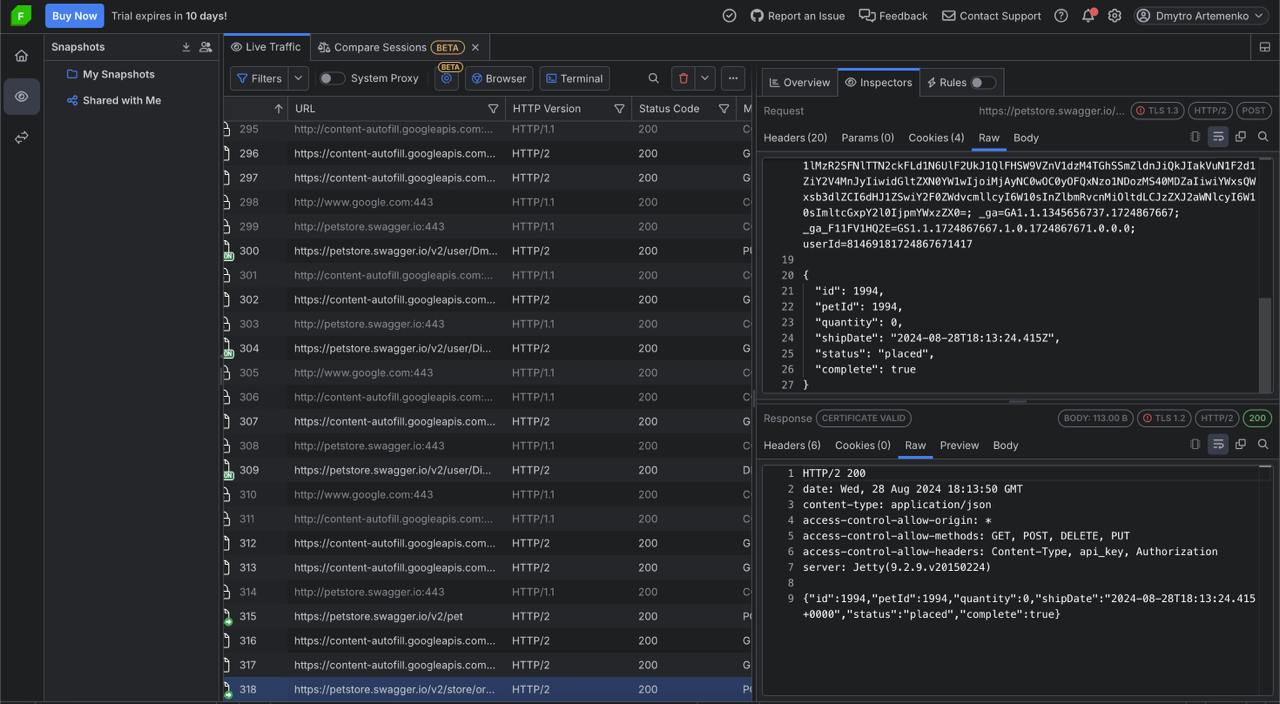 F
Buy Now
Trial expires in 10 days!
Report an Issue
Feedback
Contact Support
Dmytro Artemenko
Snapshots
My Snapshots
Shared with Me
Live Traffic
Compare Sessions BETA
Filters
System Proxy
BETA
Browser
Terminal
URL HTTP Version Status Code M
295 http://content-autofill.googleapis.com:... HTTP/1.1 200 C
296 https://content-autofill.googleapis.com... HTTP/2 200 G
297 https://content-autofill.googleapis.com... HTTP/2 200 G
298 http://www.google.com:443 HTTP/1.1 200 C
299 http://petstore.swagger.io:443 HTTP/1.1 200 C
300 https://petstore.swagger.io/v2/user/Dm... HTTP/2 200 PU
301 http://content-autofill.googleapis.com:... HTTP/1.1 200 C
302 https://content-autofill.googleapis.com... HTTP/2 200 G
303 http://petstore.swagger.io:443 HTTP/1.1 200 C
304 https://petstore.swagger.io/v2/user/Di... HTTP/2 200 G
305 http://www.google.com:443 HTTP/1.1 200 C
306 http://content-autofill.googleapis.com:... HTTP/1.1 200 C
307 https://content-autofill.googleapis.com... HTTP/2 200 G
308 http://petstore.swagger.io:443 HTTP/1.1 200 C
309 https://petstore.swagger.io/v2/user/Di... HTTP/2 200 D
310 http://www.google.com:443 HTTP/1.1 200 C
311 http://content-autofill.googleapis.com:... HTTP/1.1 200 C
312 https://content-autofill.googleapis.com... HTTP/2 200 G
313 https://content-autofill.googleapis.com... HTTP/2 200 G
314 http://petstore.swagger.io:443 HTTP/1.1 200 C
315 https://petstore.swagger.io/v2/pet HTTP/2 200 P
316 https://content-autofill.googleapis.com... HTTP/2 200 G
317 https://content-autofill.googleapis.com... HTTP/2 200 G
318 https://petstore.swagger.io/v2/store/or... HTTP/2 200 P
Overview
Inspectors
Rules
Request https://petstore.swagger.io/... TLS 1.3 HTTP/2 POST
Headers (20) Params (0) Cookies (4) Raw Body
1lMzR2SFNlTTN2ckFLd1N6UlF2UkJ1QlFHSW9VZnV1dzM4TGhSSmZldnJiQkJIakVuN1F2d1
ZiY2V4MnJyIiwidGltZXN0YW1wIjoiMjAyNC0wOC0yOFQxNzo1NDozMS40MDZaIiwiYWxsQW
xsb3dlZCI6dHJ1ZSwiY2F0ZWdvcmllcyI6W10sInZlbmRvcnMiOltdLCJzZXJ2aWNlcyI6W1
0sImltcGxpY2l0IjpmYWxzZX0=; _ga=GA1.1.1345656737.1724867667;
_ga_F11FV1HQ2E=GS1.1.1724867667.1.0.1724867671.0.0.0;
userId=81469181724867671417
19
20 {
21 "id": 1994,
22 "petId": 1994,
23 "quantity": 0,
24 "shipDate": "2024-08-28T18:13:24.415Z",
25 "status": "placed",
26 "complete": true
27 }
Response CERTIFICATE VALID BODY: 113.00 B TLS 1.2 HTTP/2 200
Headers (6) Cookies (0) Raw Preview Body
1 HTTP/2 200
2 date: Wed, 28 Aug 2024 18:13:50 GMT
3 content-type: application/json
4 access-control-allow-origin: *
5 access-control-allow-methods: GET, POST, DELETE, PUT
6 access-control-allow-headers: Content-Type, api_key, Authorization
7 server: Jetty(9.2.9.v20150224)
8
9 {"id":1994,"petId":1994,"quantity":0,"shipDate":"2024-08-28T18:13:24.415
+0000","status":"placed","complete":true}